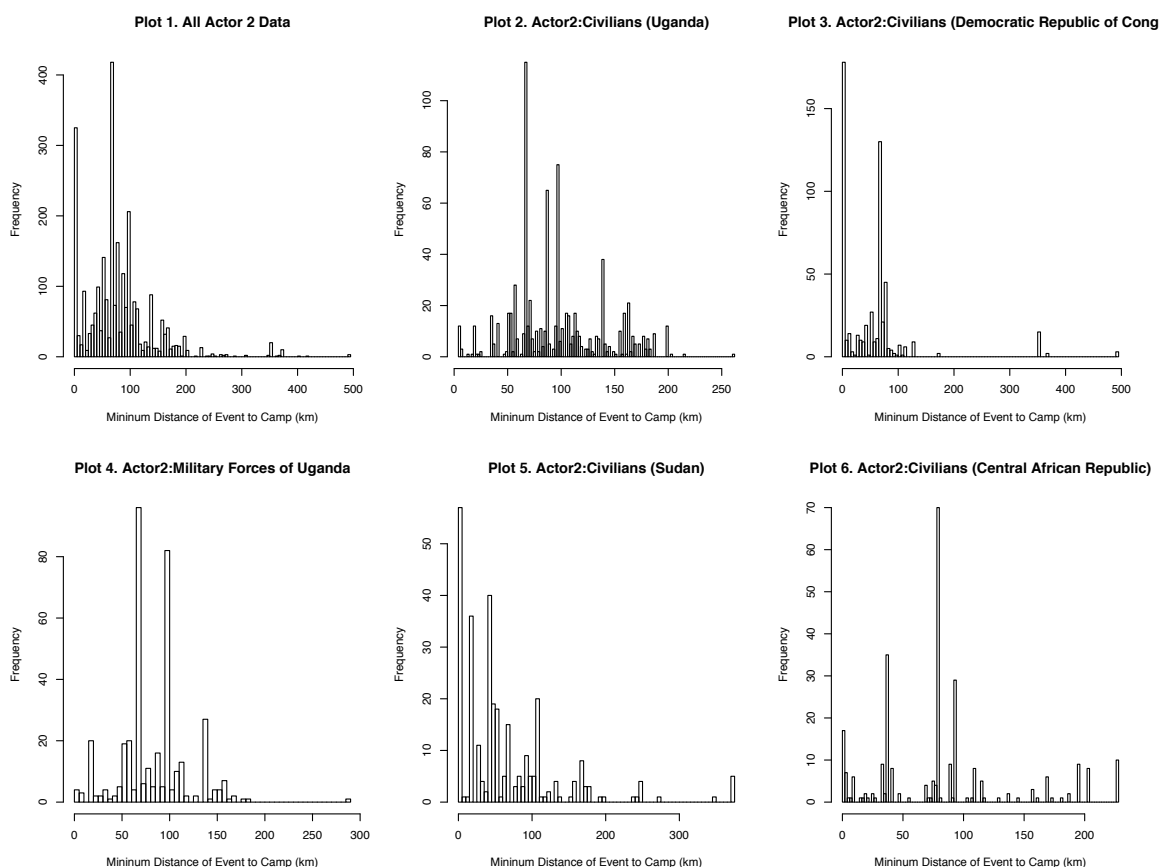 Plot 1. All Actor 2 Data
Frequency
0
100
200
300
400
0 100 200 300 400 500
Mininum Distance of Event to Camp (km)
Plot 2. Actor2:Civilians (Uganda)
Frequency
0
20
40
60
80
100
0 50 100 150 200 250
Mininum Distance of Event to Camp (km)
Plot 3. Actor2:Civilians (Democratic Republic of Cong
Frequency
0
50
100
150
0 100 200 300 400 500
Mininum Distance of Event to Camp (km)
Plot 4. Actor2:Military Forces of Uganda
Frequency
0
20
40
60
80
0 50 100 150 200 250 300
Mininum Distance of Event to Camp (km)
Plot 5. Actor2:Civilians (Sudan)
Frequency
0
10
20
30
40
50
0 100 200 300
Mininum Distance of Event to Camp (km)
Plot 6. Actor2:Civilians (Central African Republic)
Frequency
0
10
20
30
40
50
60
70
0 50 100 150 200
Mininum Distance of Event to Camp (km)